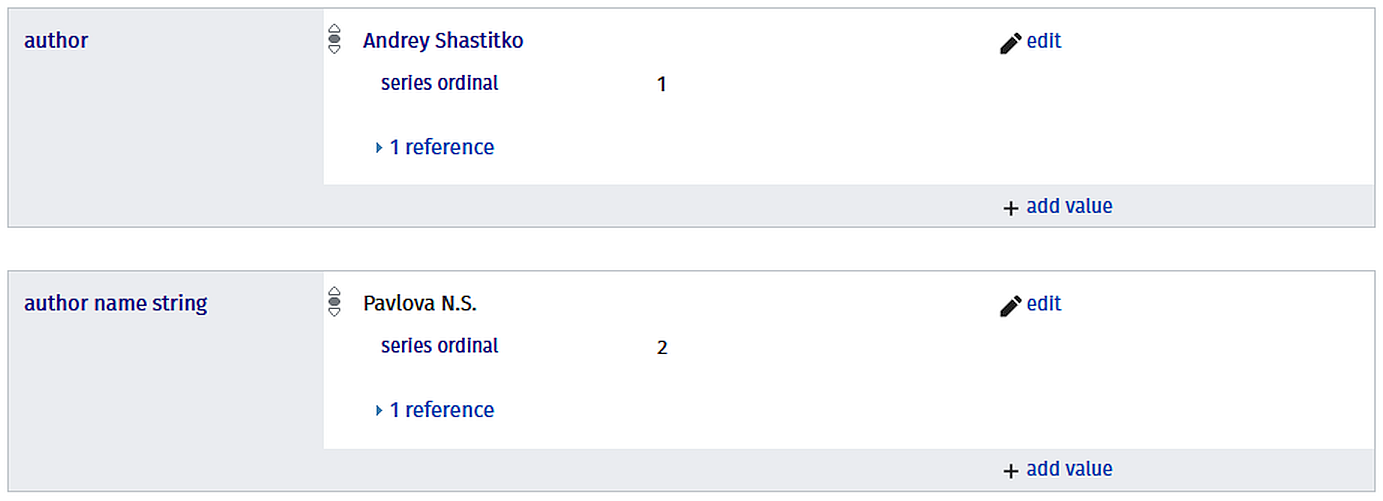 author
Andrey Shastitko
edit
series ordinal 1
1 reference
+ add value
author name string
Pavlova N.S.
edit
series ordinal 2
1 reference
+ add value